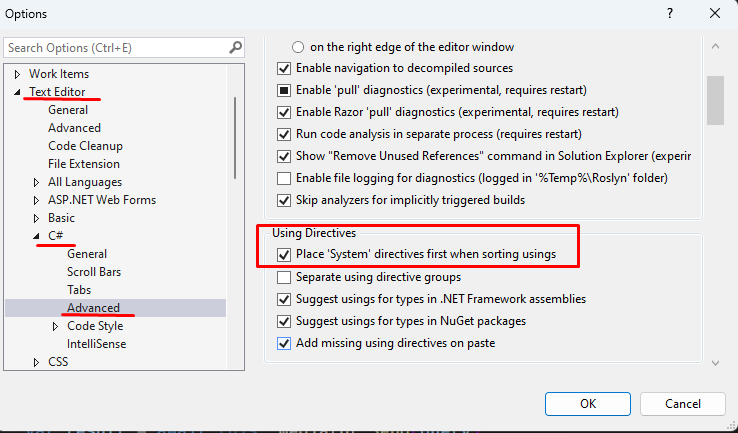 Options
?
Search Options (Ctrl+E)
Work Items
Text Editor
General
Advanced
Code Cleanup
File Extension
All Languages
ASP.NET Web Forms
Basic
C#
General
Scroll Bars
Tabs
Advanced
Code Style
IntelliSense
CSS
on the right edge of the editor window
Enable navigation to decompiled sources
Enable 'pull' diagnostics (experimental, requires restart)
Enable Razor 'pull' diagnostics (experimental, requires restart)
Run code analysis in separate process (requires restart)
Show "Remove Unused References" command in Solution Explorer (experir
Enable file logging for diagnostics (logged in '%Temp%\Roslyn' folder)
Skip analyzers for implicitly triggered builds
Using Directives
Place 'System' directives first when sorting usings
Separate using directive groups
Suggest usings for types in .NET Framework assemblies
Suggest usings for types in NuGet packages
Add missing using directives on paste
OK
Cancel